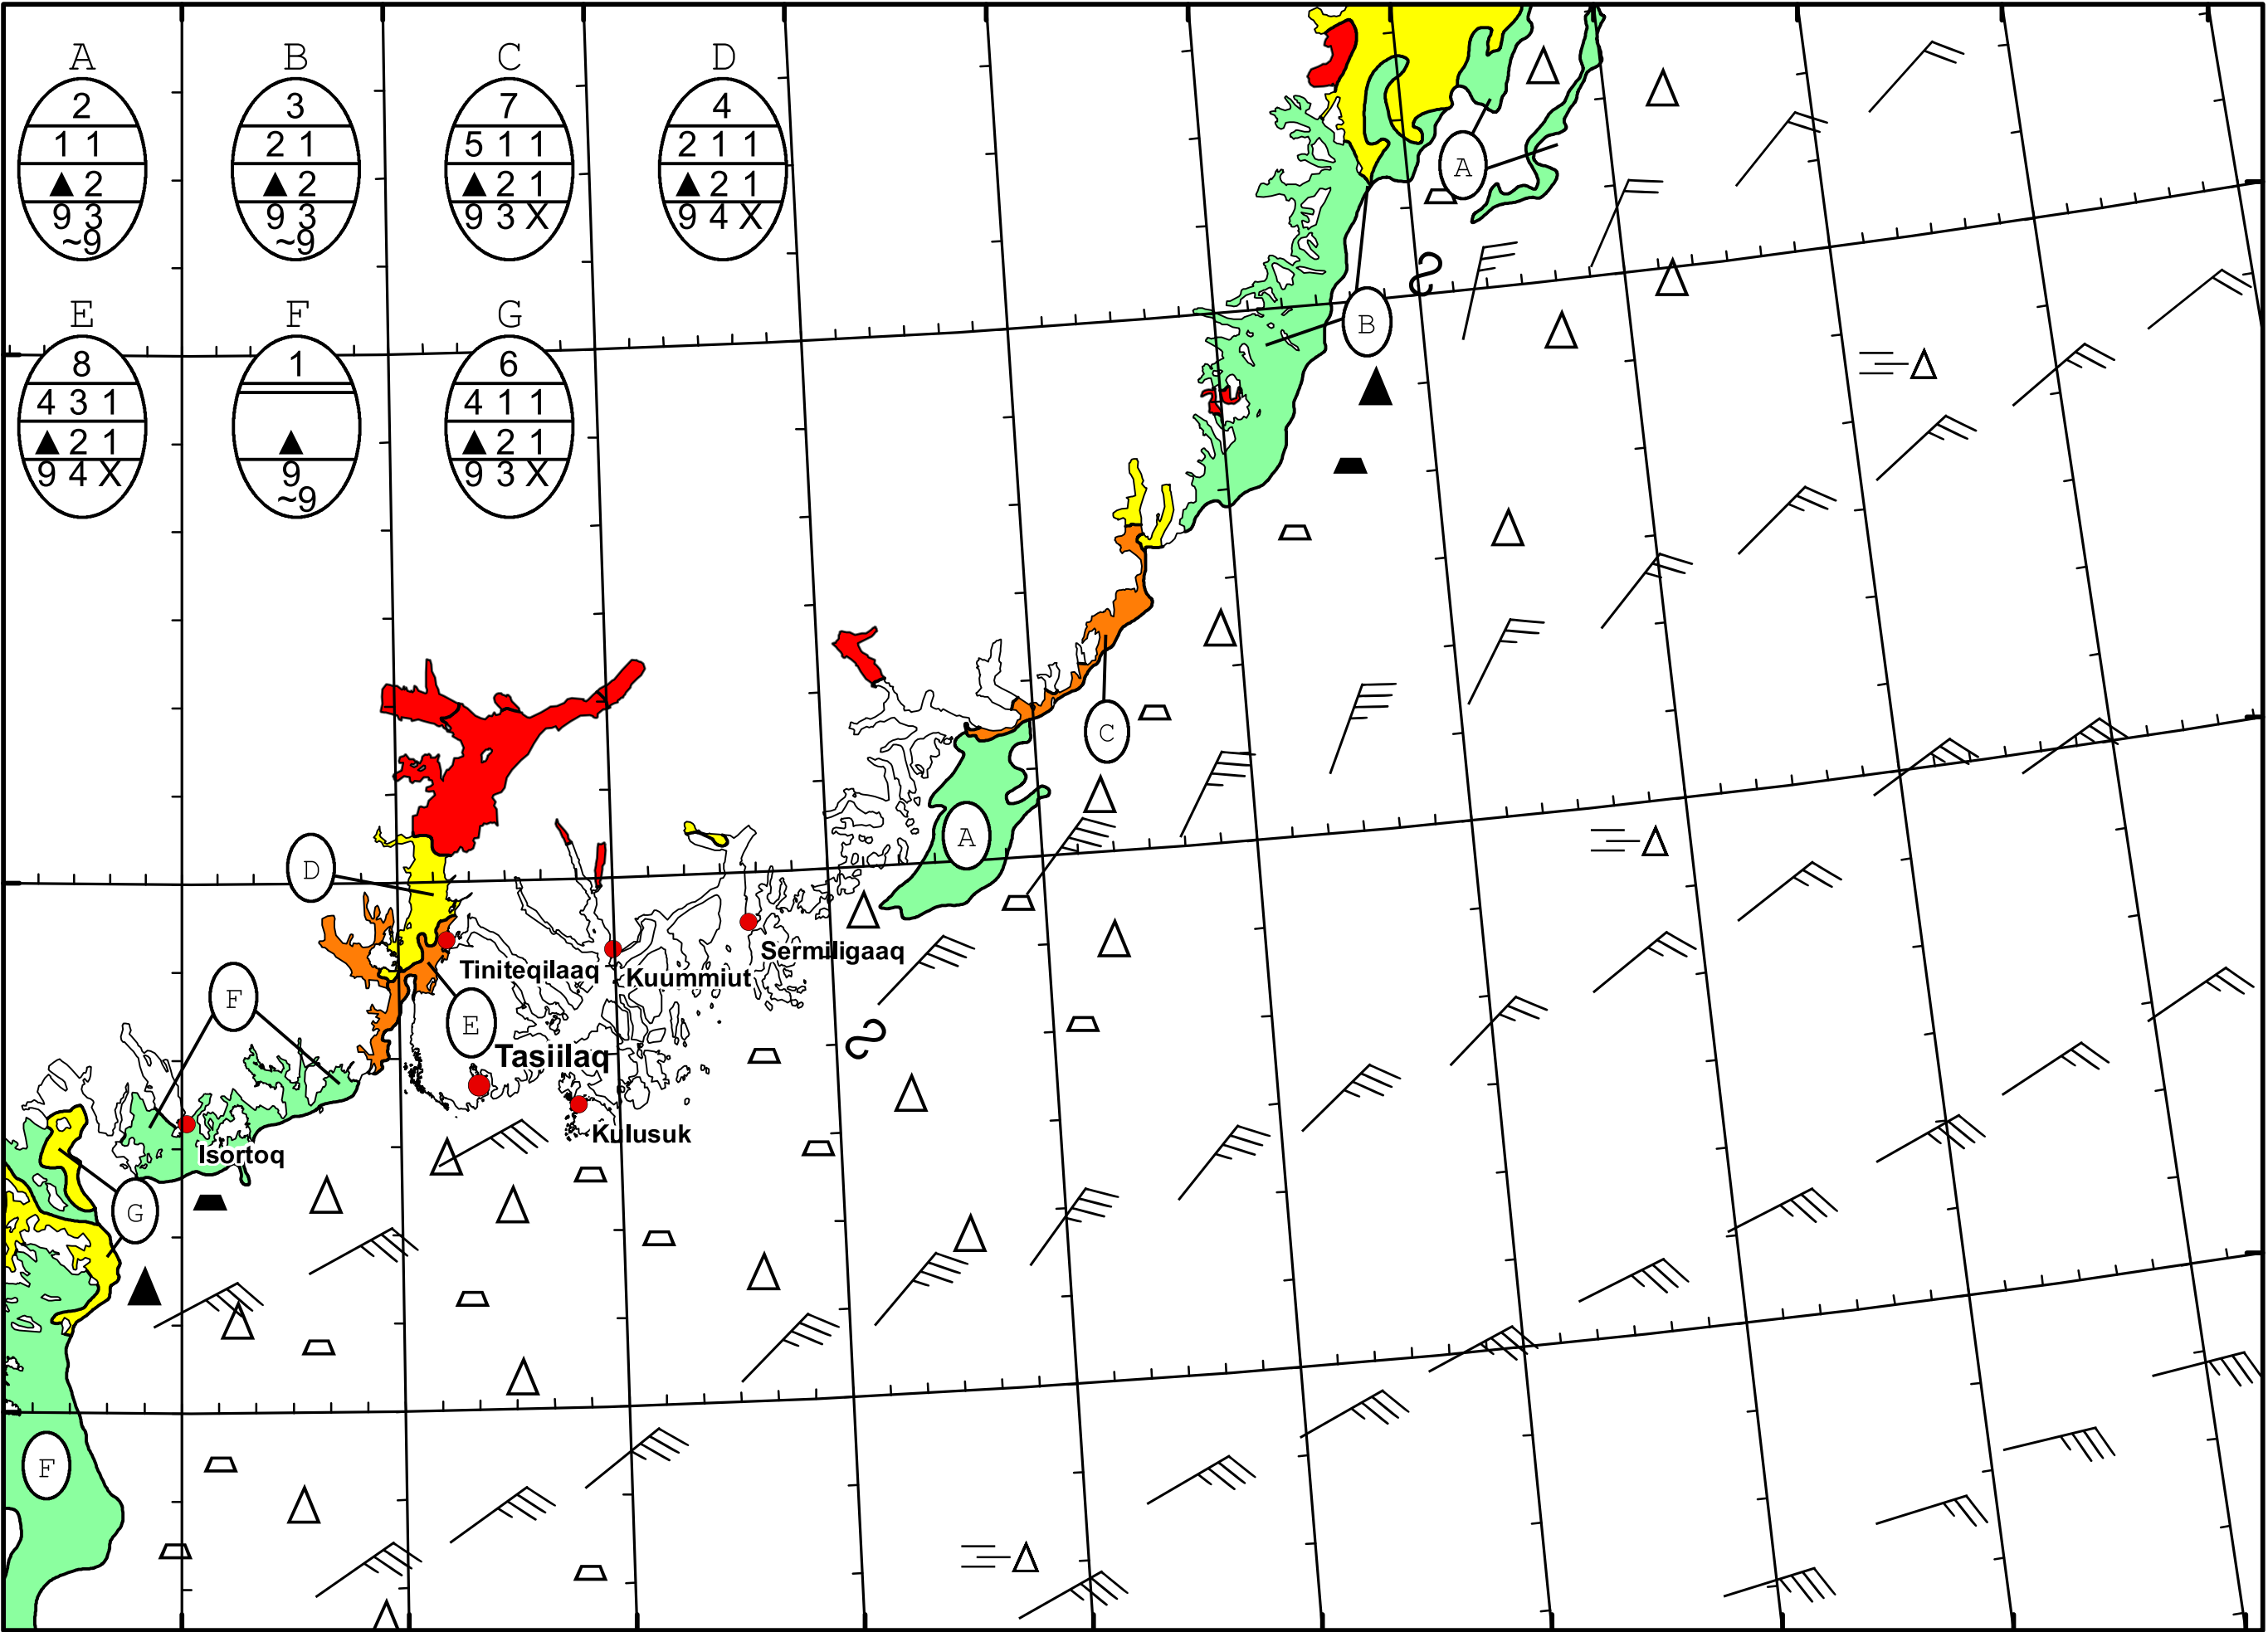 A B C D
2 3 7 4
1 1 2 1 5 1 1 2 1 1
▲ 2 ▲ 2 ▲ 2 1 ▲ 2 1
9 3 9 3 9 3 X 9 4 X
~9 ~9
E F G
8 1 6
4 3 1 4 1 1
▲ 2 1 ▲ ▲ 2 1
9 4 X 9 9 3 X
~9
A
B
C
A
D
Sermiligaaq
Tiniteqilaaq Kuummiut
F
E
Tasiilaq
Kulusuk
Isortoq
G
F